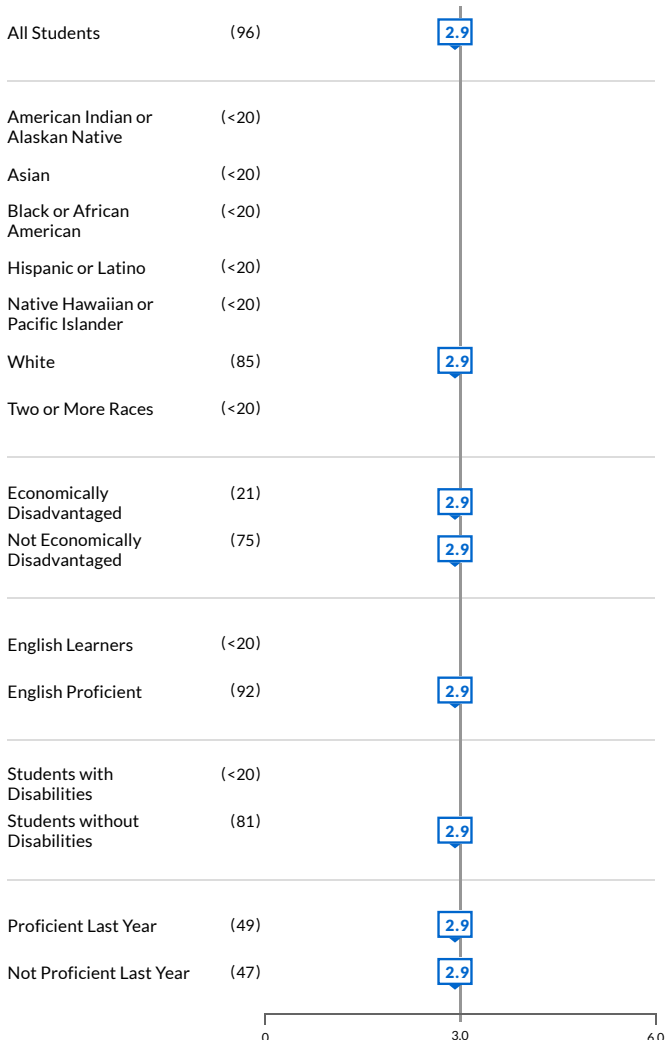 All Students (96) 2.9
American Indian or (<20)
Alaskan Native
Asian (<20)
Black or African (<20)
American
Hispanic or Latino (<20)
Native Hawaiian or (<20)
Pacific Islander
White (85) 2.9
Two or More Races (<20)
Economically (21) 2.9
Disadvantaged
Not Economically (75) 2.9
Disadvantaged
English Learners (<20)
English Proficient (92) 2.9
Students with (<20)
Disabilities
Students without (81) 2.9
Disabilities
Proficient Last Year (49) 2.9
Not Proficient Last Year (47) 2.9
0 3.0 6.0